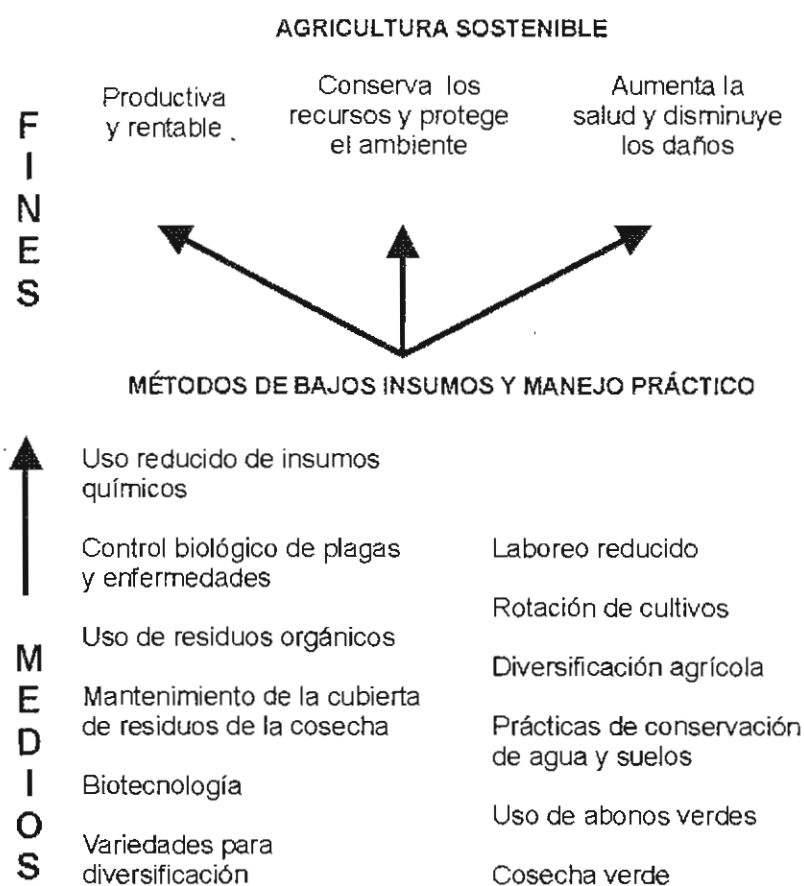 AGRICULTURA SOSTENIBLE
Productiva
y rentable
Conserva los
recursos y protege
el ambiente
Aumenta la
salud y disminuye
los daños
FINES
MÉTODOS DE BAJOS INSUMOS Y MANEJO PRÁCTICO
MEDIOS
Uso reducido de insumos
químicos
Control biológico de plagas
y enfermedades
Uso de residuos orgánicos
Mantenimiento de la cubierta
de residuos de la cosecha
Biotecnología
Variedades para
diversificación
Laboreo reducido
Rotación de cultivos
Diversificación agrícola
Prácticas de conservación
de agua y suelos
Uso de abonos verdes
Cosecha verde